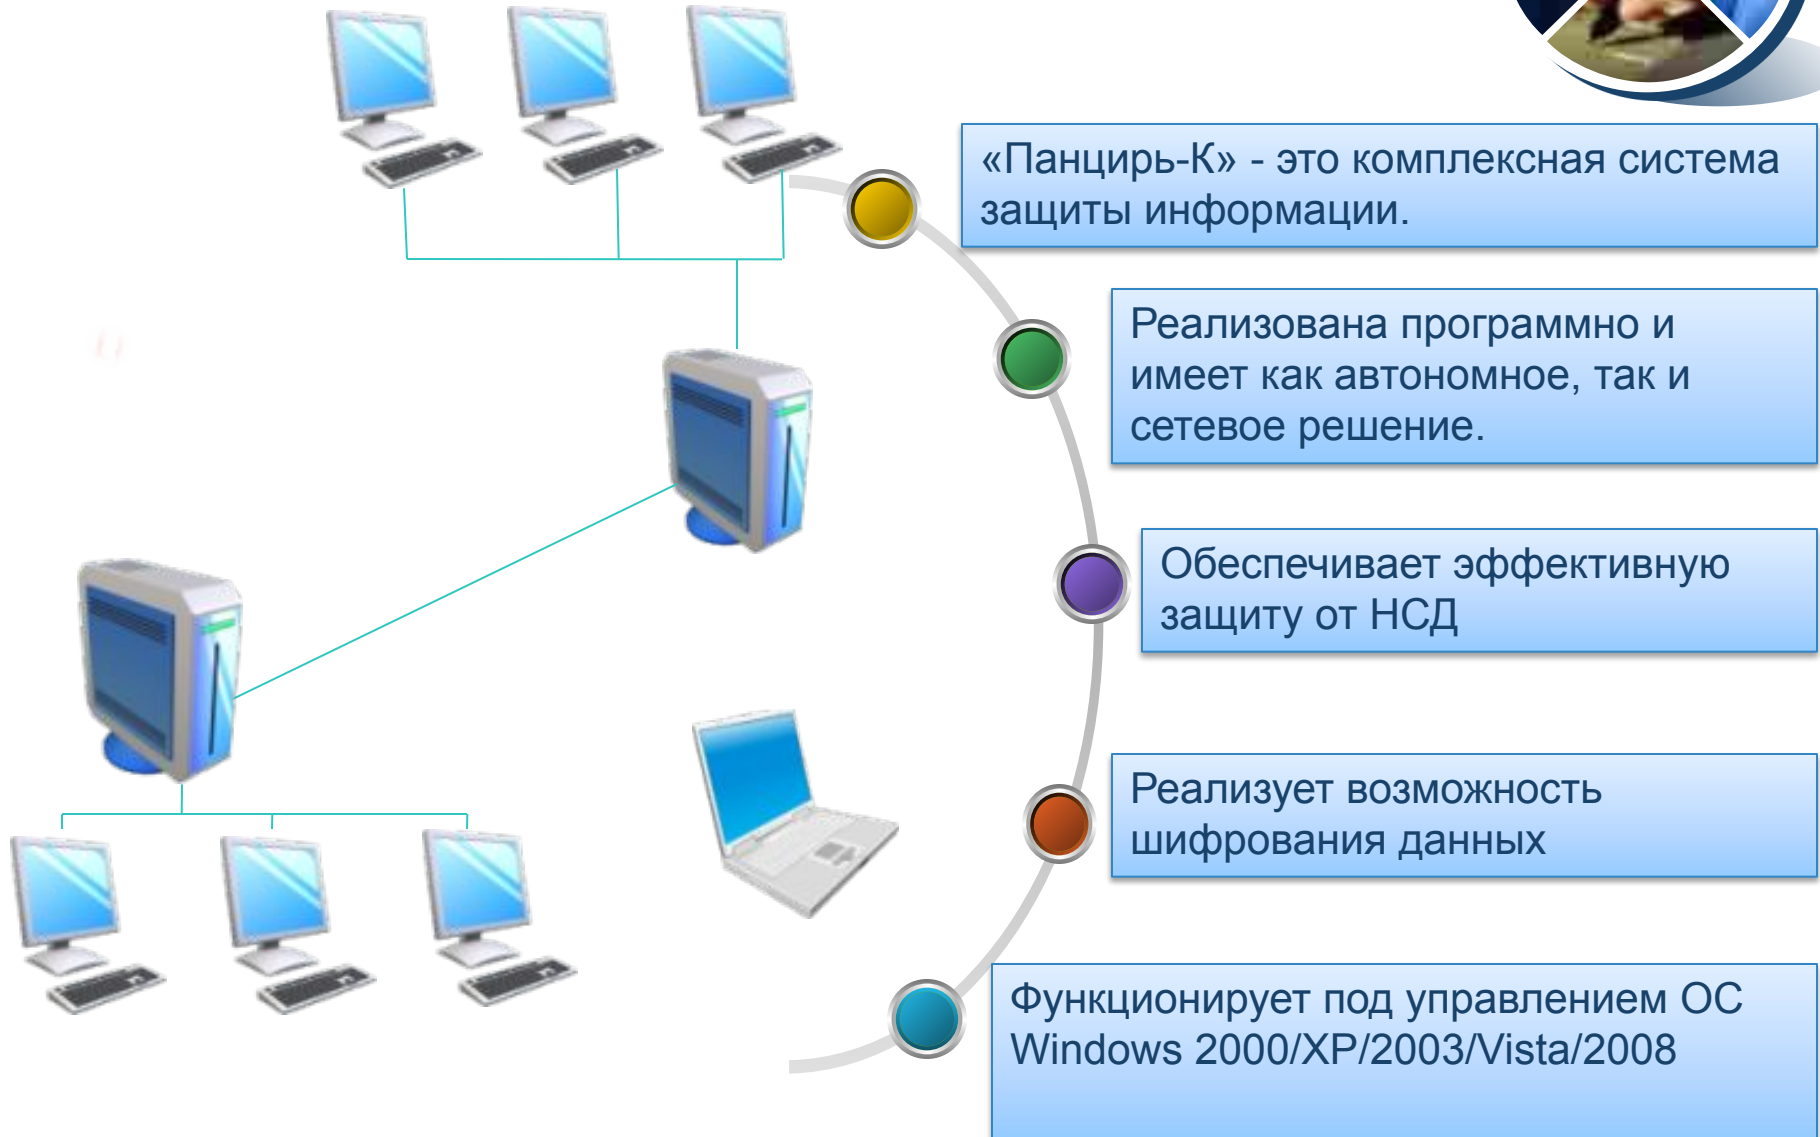 «Панцирь-К» - это комплексная система
защиты информации.
Реализована программно и
имеет как автономное, так и
сетевое решение.
Обеспечивает эффективную
защиту от НСД
Реализует возможность
шифрования данных
Функционирует под управлением ОС
Windows 2000/XP/2003/Vista/2008